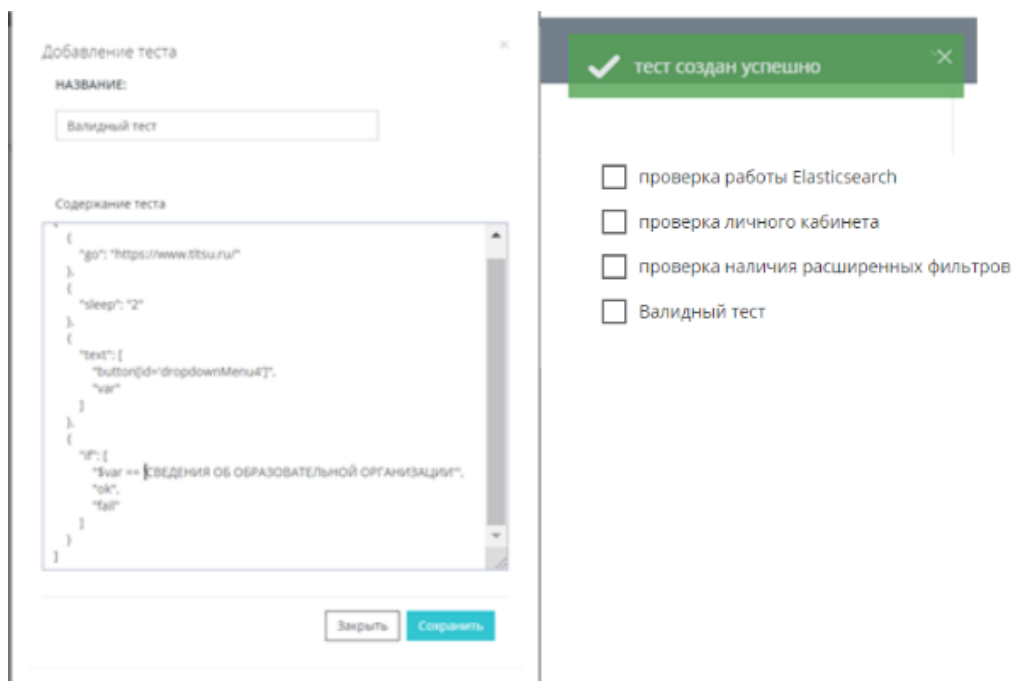 Добавление теста ×
НАЗВАНИЕ:
Валидный тест
Содержание теста
{
"go": "https://www.tltsu.ru/"
},
{
"sleep": "2"
},
{
"text": [
"button[id='dropdownMenu4']",
"var"
]
},
{
"if": [
"$var == 'СВЕДЕНИЯ ОБ ОБРАЗОВАТЕЛЬНОЙ ОРГАНИЗАЦИИ'",
"ok",
"fail"
]
}
]
Закрыть Сохранить
тест создан успешно ×
проверка работы Elasticsearch
проверка личного кабинета
проверка наличия расширенных фильтров
Валидный тест